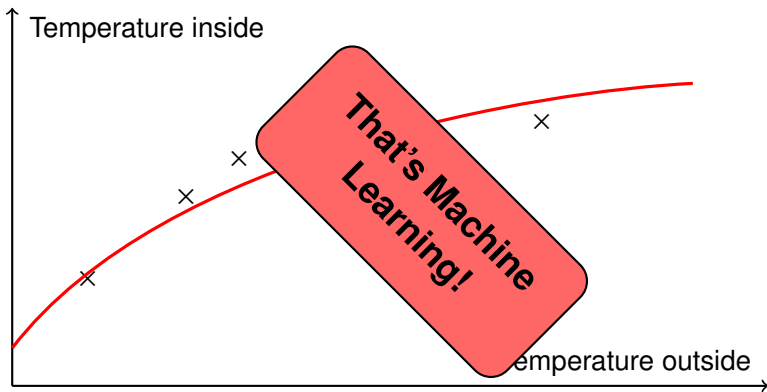 Temperature inside
That's Machine
Learning!
emperature outside